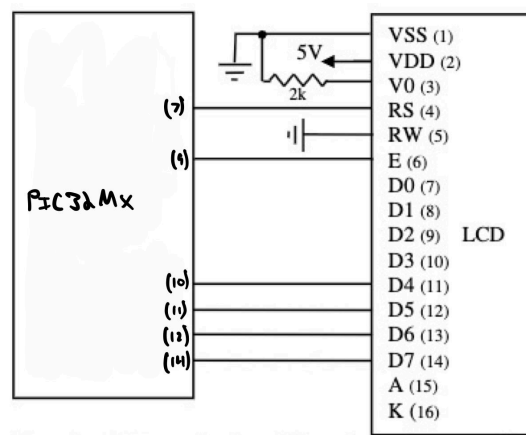 VSS (1)
5V
VDD (2)
V0 (3)
2k
(7)
RS (4)
RW (5)
(9)
E (6)
D0 (7)
PIC32MX
D1 (8)
D2 (9) LCD
D3 (10)
(10)
D4 (11)
(11)
D5 (12)
(12)
D6 (13)
(14)
D7 (14)
A (15)
K (16)